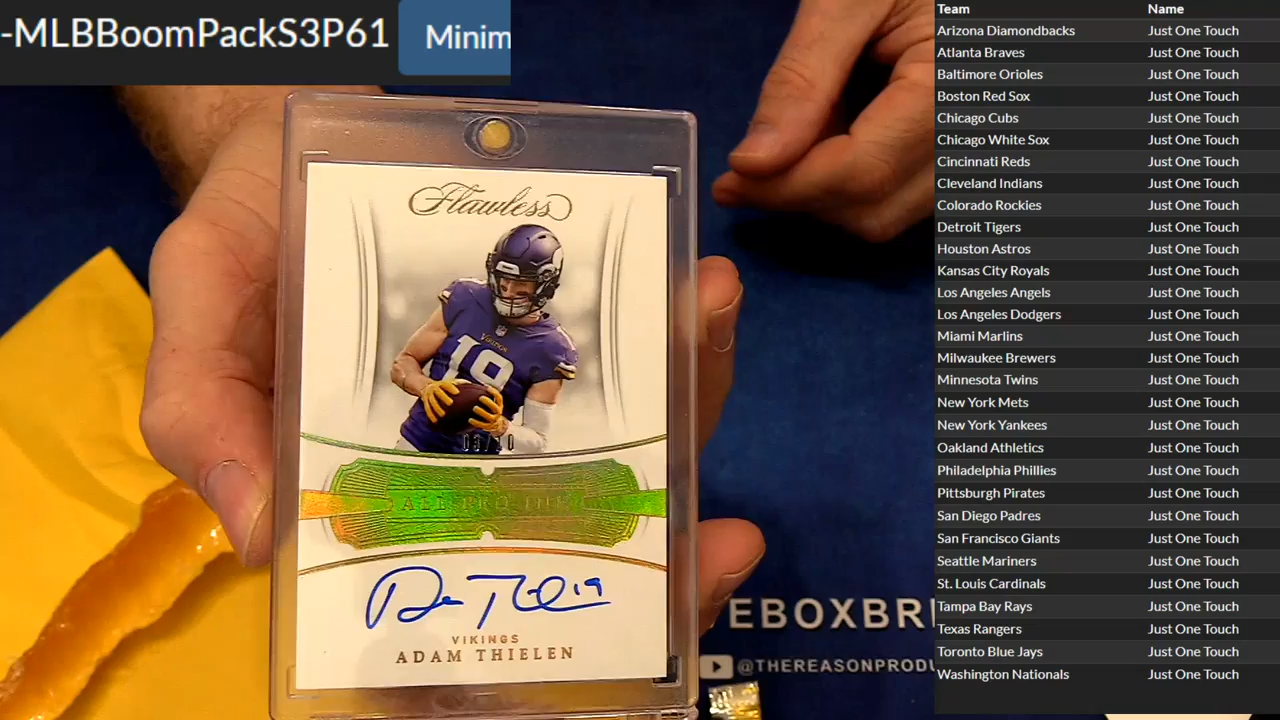 -MLBBoomPackS3P61
Minim
Flawless
VIKINGS
19
19
VIKINGS
ADAM THIELEN
EBOXBR
@THEREASONPRODU
Team Name
Arizona Diamondbacks Just One Touch
Atlanta Braves Just One Touch
Baltimore Orioles Just One Touch
Boston Red Sox Just One Touch
Chicago Cubs Just One Touch
Chicago White Sox Just One Touch
Cincinnati Reds Just One Touch
Cleveland Indians Just One Touch
Colorado Rockies Just One Touch
Detroit Tigers Just One Touch
Houston Astros Just One Touch
Kansas City Royals Just One Touch
Los Angeles Angels Just One Touch
Los Angeles Dodgers Just One Touch
Miami Marlins Just One Touch
Milwaukee Brewers Just One Touch
Minnesota Twins Just One Touch
New York Mets Just One Touch
New York Yankees Just One Touch
Oakland Athletics Just One Touch
Philadelphia Phillies Just One Touch
Pittsburgh Pirates Just One Touch
San Diego Padres Just One Touch
San Francisco Giants Just One Touch
Seattle Mariners Just One Touch
St. Louis Cardinals Just One Touch
Tampa Bay Rays Just One Touch
Texas Rangers Just One Touch
Toronto Blue Jays Just One Touch
Washington Nationals Just One Touch